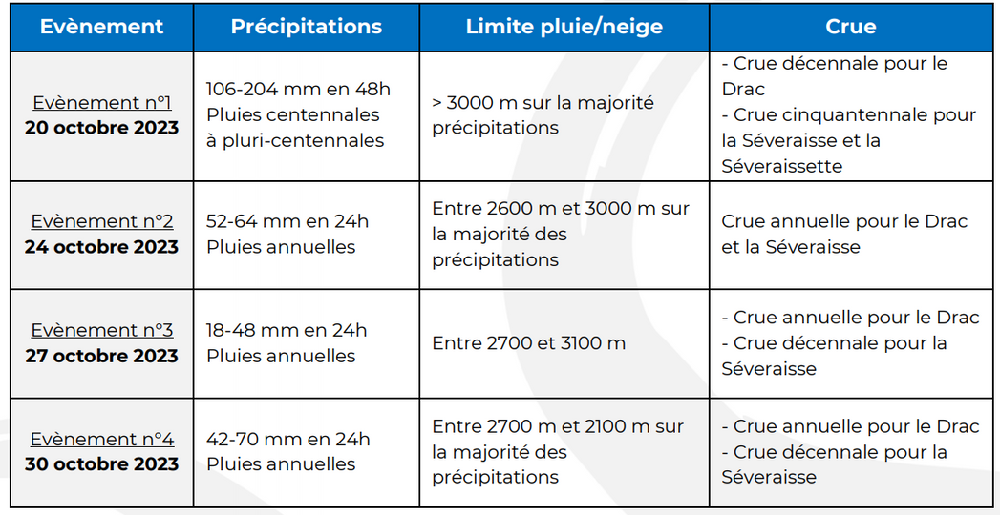 Evènement
Précipitations
Limite pluie/neige
Crue
Evènement n°1
20 octobre 2023
106-204 mm en 48h
Pluies centennales
à pluri-centennales
> 3000 m sur la majorité
précipitations
- Crue décennale pour le
Drac
- Crue cinquantennale pour
la Séveraisse et la
Séveraissette
Evènement n°2
24 octobre 2023
52-64 mm en 24h
Pluies annuelles
Entre 2600 m et 3000 m sur
la majorité des
précipitations
Crue annuelle pour le Drac
et la Séveraisse
Evènement n°3
27 octobre 2023
18-48 mm en 24h
Pluies annuelles
Entre 2700 et 3100 m
- Crue annuelle pour le Drac
- Crue décennale pour la
Séveraisse
Evènement n°4
30 octobre 2023
42-70 mm en 24h
Pluies annuelles
Entre 2700 m et 2100 m sur
la majorité des
précipitations
- Crue annuelle pour le Drac
- Crue décennale pour la
Séveraisse